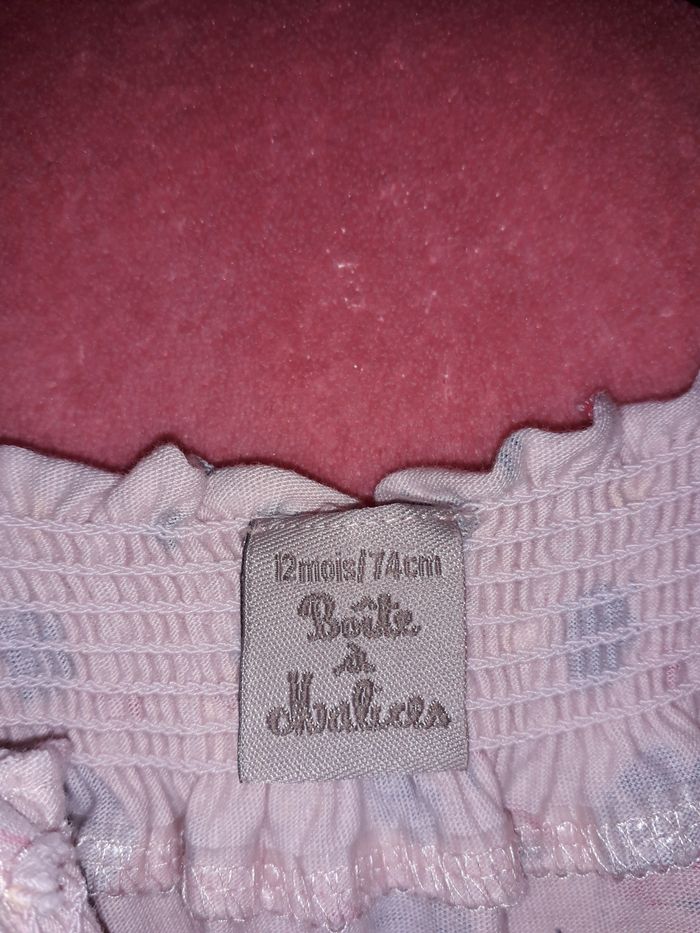 12mois/74cm
Boîte
à
Malices